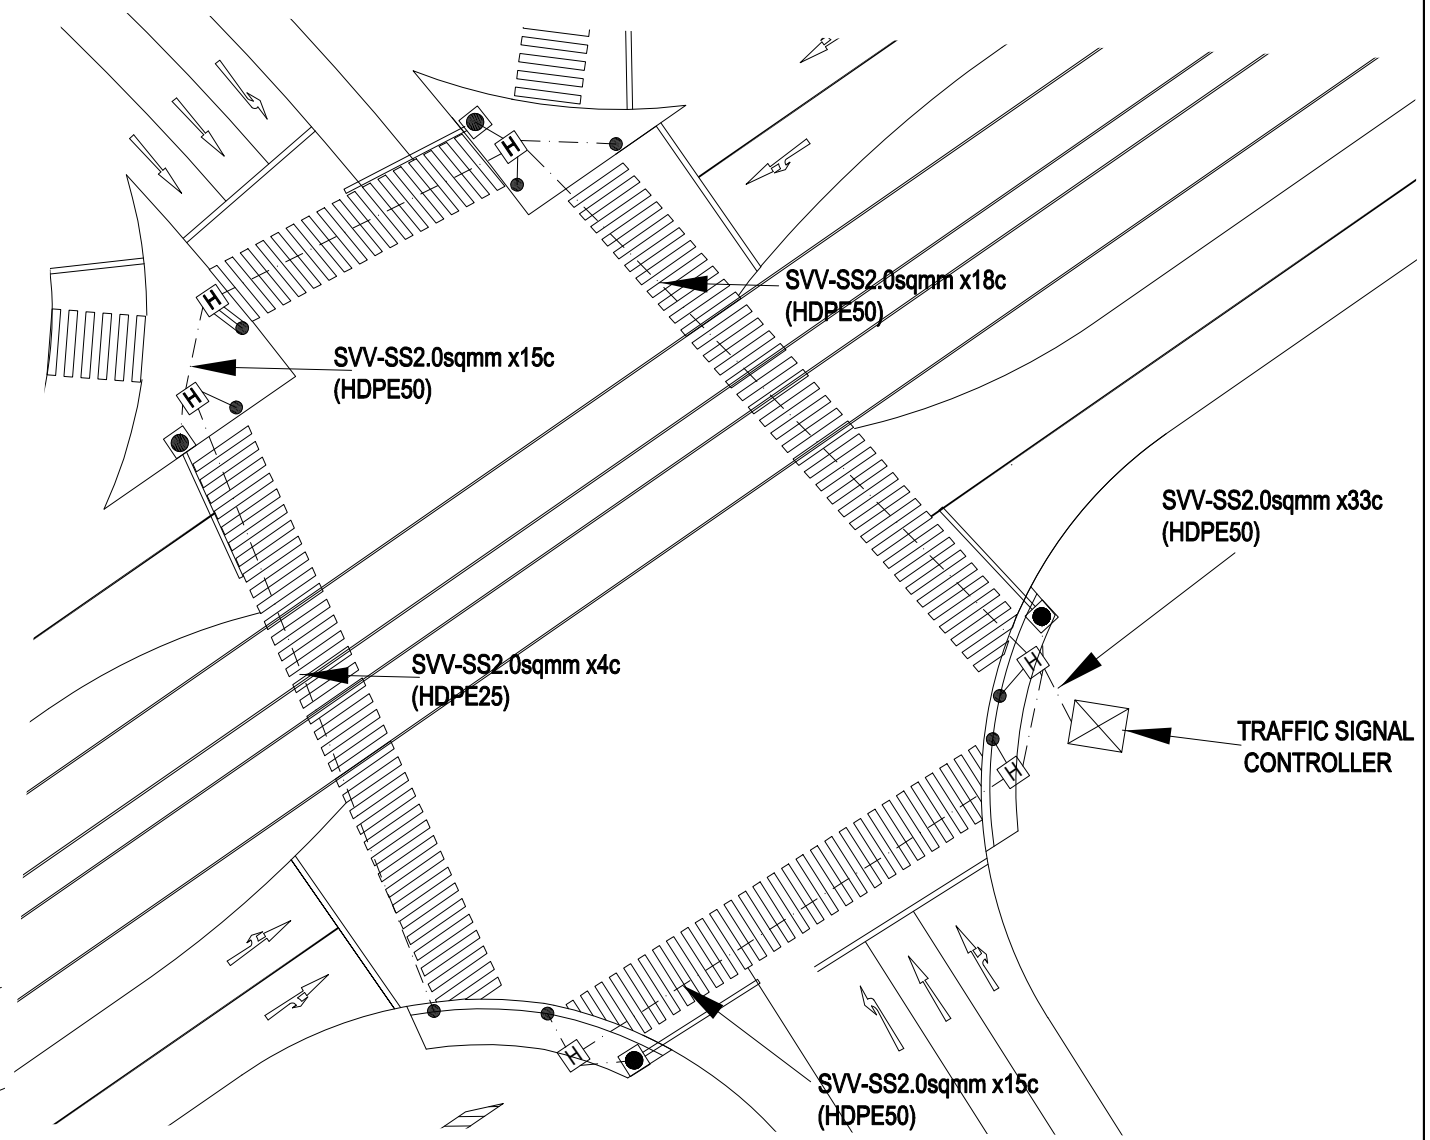 SVV-SS2.0sqmm x18c
(HDPE50)
H
H
SVV-SS2.0sqmm x15c
(HDPE50)
H
SVV-SS2.0sqmm x33c
(HDPE50)
SVV-SS2.0sqmm x4c
(HDPE25)
H
TRAFFIC SIGNAL
CONTROLLER
H
H
SVV-SS2.0sqmm x15c
(HDPE50)